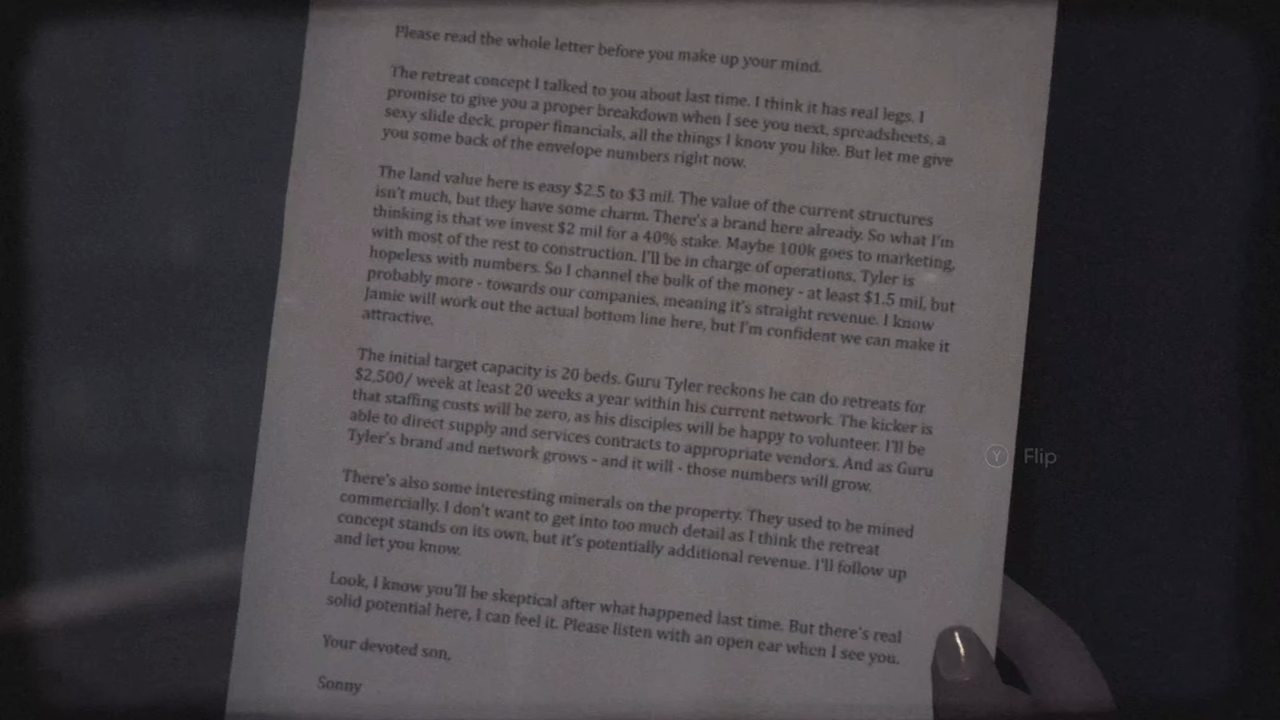 Please read the whole letter before you make up your mind.
The retreat concept I talked to you about last time. I think it has real legs. I
promise to give you a proper breakdown when I see you next, spreadsheets, a
sexy slide deck, proper financials, all the things I know you like. But let me give
you some back of the envelope numbers right now.
The land value here is easy $2.5 to $3 mil. The value of the current structures
isn't much, but they have some charm. There's a brand here already. So what I'm
thinking is that we invest $2 mil for a 40% stake. Maybe 100k goes to marketing,
with most of the rest to construction. I'll be in charge of operations, Tyler is
hopeless with numbers. So I channel the bulk of the money - at least $1.5 mil, but
probably more - towards our companies, meaning it's straight revenue. I know
Jamie will work out the actual bottom line here, but I'm confident we can make it
attractive.
The initial target capacity is 20 beds. Guru Tyler reckons he can do retreats for
$2,500/ week at least 20 weeks a year within his current network. The kicker is
that staffing costs will be zero, as his disciples will be happy to volunteer. I'll be
able to direct supply and services contracts to appropriate vendors. And as Guru
Tyler's brand and network grows - and it will - those numbers will grow.
There's also some interesting minerals on the property. They used to be mined
commercially. I don't want to get into too much detail as I think the retreat
concept stands on its own, but it's potentially additional revenue. I'll follow up
and let you know.
Look, I know you'll be skeptical after what happened last time. But there's real
solid potential here, I can feel it. Please listen with an open ear when I see you.
Your devoted son,
Sonny
Y Flip